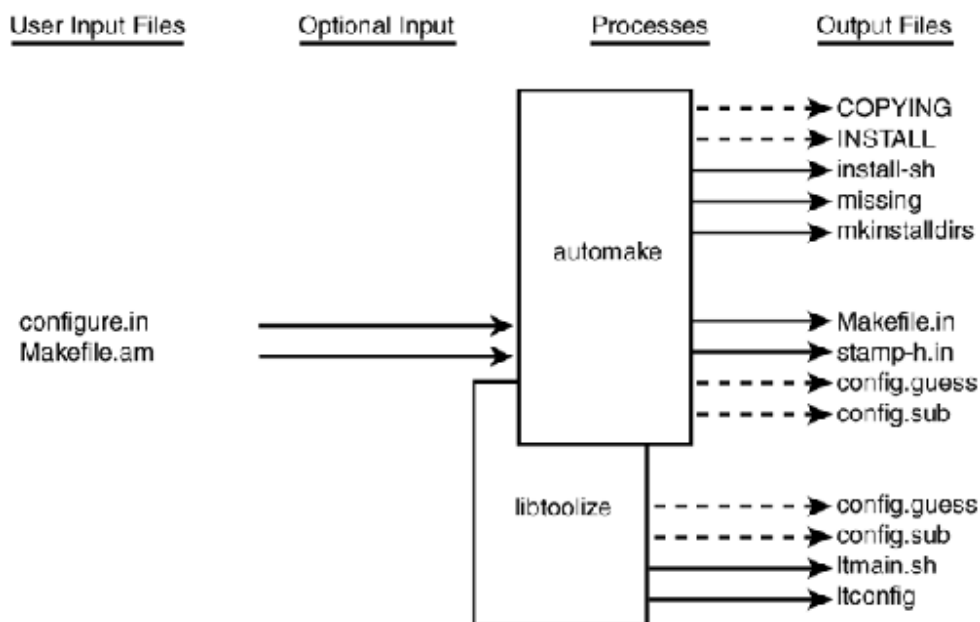 User Input Files Optional Input Processes Output Files
COPYING
INSTALL
install-sh
missing
mkinstalldirs
automake
configure.in
Makefile.am
Makefile.in
stamp-h.in
config.guess
config.sub
libtoolize
config.guess
config.sub
ltmain.sh
ltconfig